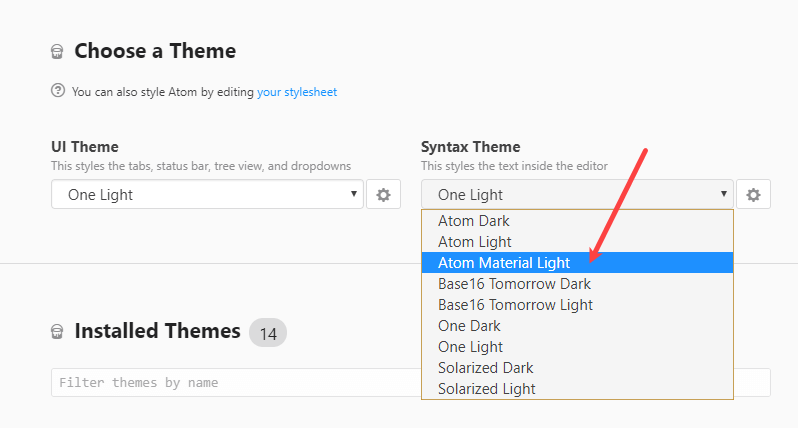 Choose a Theme
You can also style Atom by editing your stylesheet
UI Theme
This styles the tabs, status bar, tree view, and dropdowns
One Light
Syntax Theme
This styles the text inside the editor
One Light
Atom Dark
Atom Light
Atom Material Light
Base16 Tomorrow Dark
Base16 Tomorrow Light
One Dark
One Light
Solarized Dark
Solarized Light
Installed Themes 14
Filter themes by name